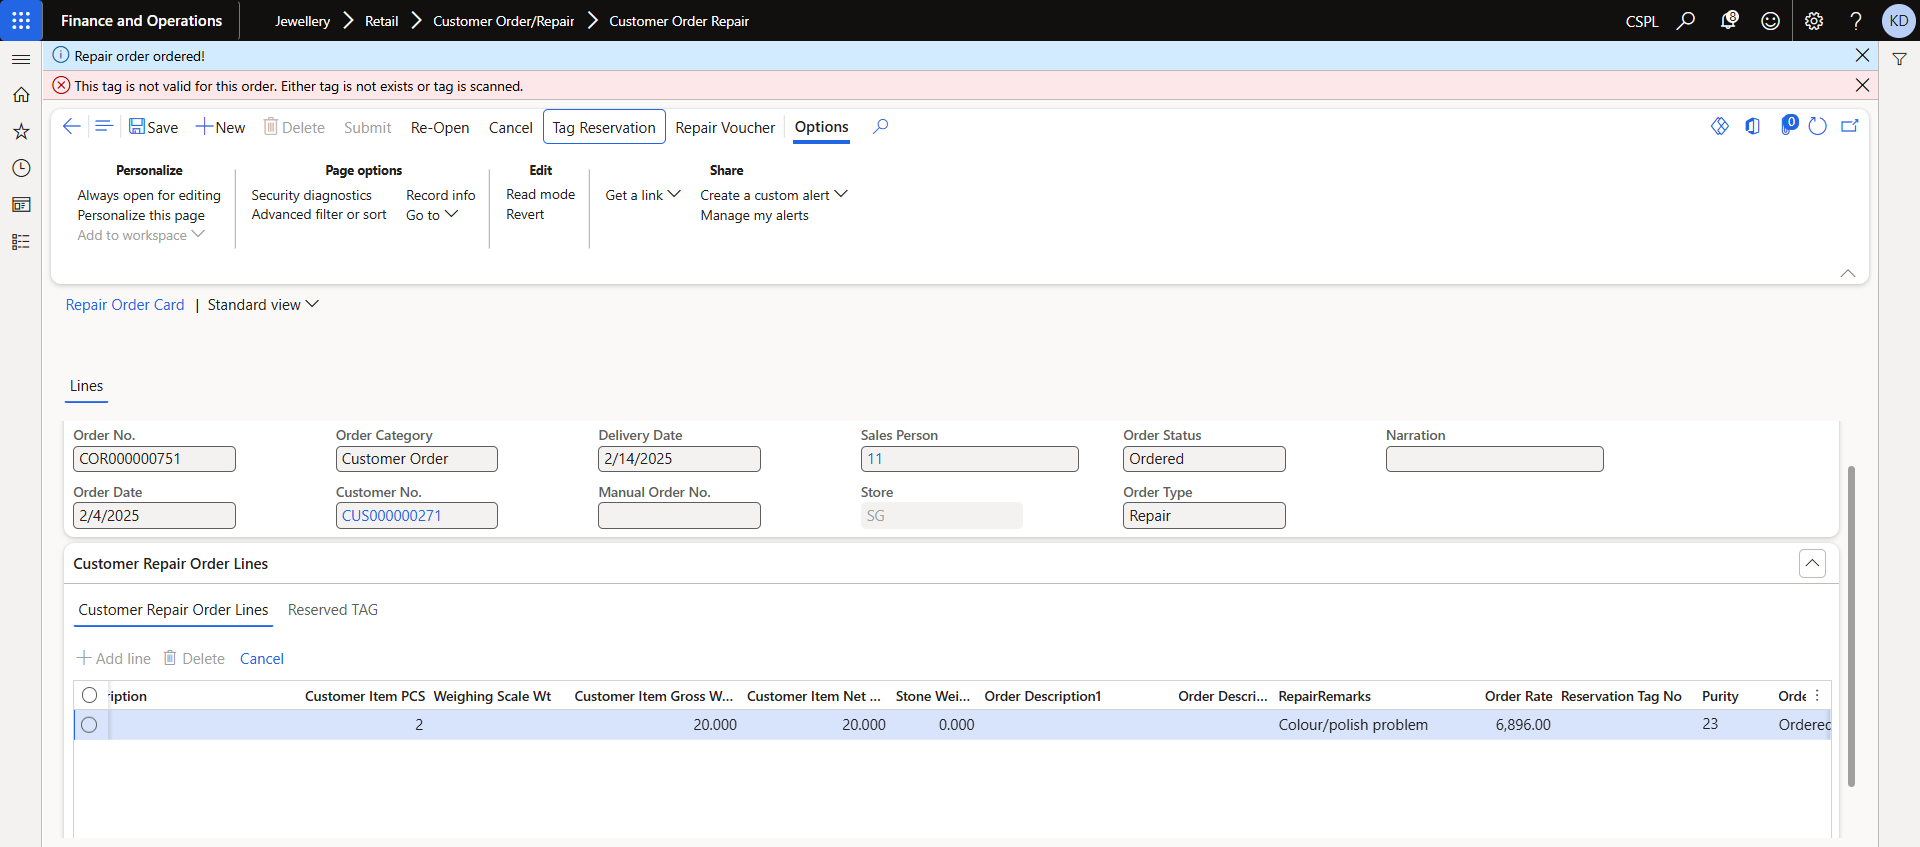 Finance and Operations
Jewellery > Retail > Customer Order/Repair > Customer Order Repair
CSPL
8
?
KD
Repair order ordered!
This tag is not valid for this order. Either tag is not exists or tag is scanned.
Save
New
Delete
Submit
Re-Open
Cancel
Tag Reservation
Repair Voucher
Options
0
Personalize
Always open for editing
Personalize this page
Add to workspace
Page options
Security diagnostics
Advanced filter or sort
Record info
Go to
Edit
Read mode
Revert
Get a link
Share
Create a custom alert
Manage my alerts
Repair Order Card | Standard view
Lines
Order No.
COR000000751
Order Category
Customer Order
Delivery Date
2/14/2025
Sales Person
11
Order Status
Ordered
Narration
Order Date
2/4/2025
Customer No.
CUS000000271
Manual Order No.
Store
SG
Order Type
Repair
Customer Repair Order Lines
Customer Repair Order Lines
Reserved TAG
Add line
Delete
Cancel
ription Customer Item PCS Weighing Scale Wt Customer Item Gross W... Customer Item Net ... Stone Wei... Order Description1 Order Descri... RepairRemarks Order Rate Reservation Tag No Purity Orde
2 20.000 20.000 0.000 Colour/polish problem 6,896.00 23 Ordered